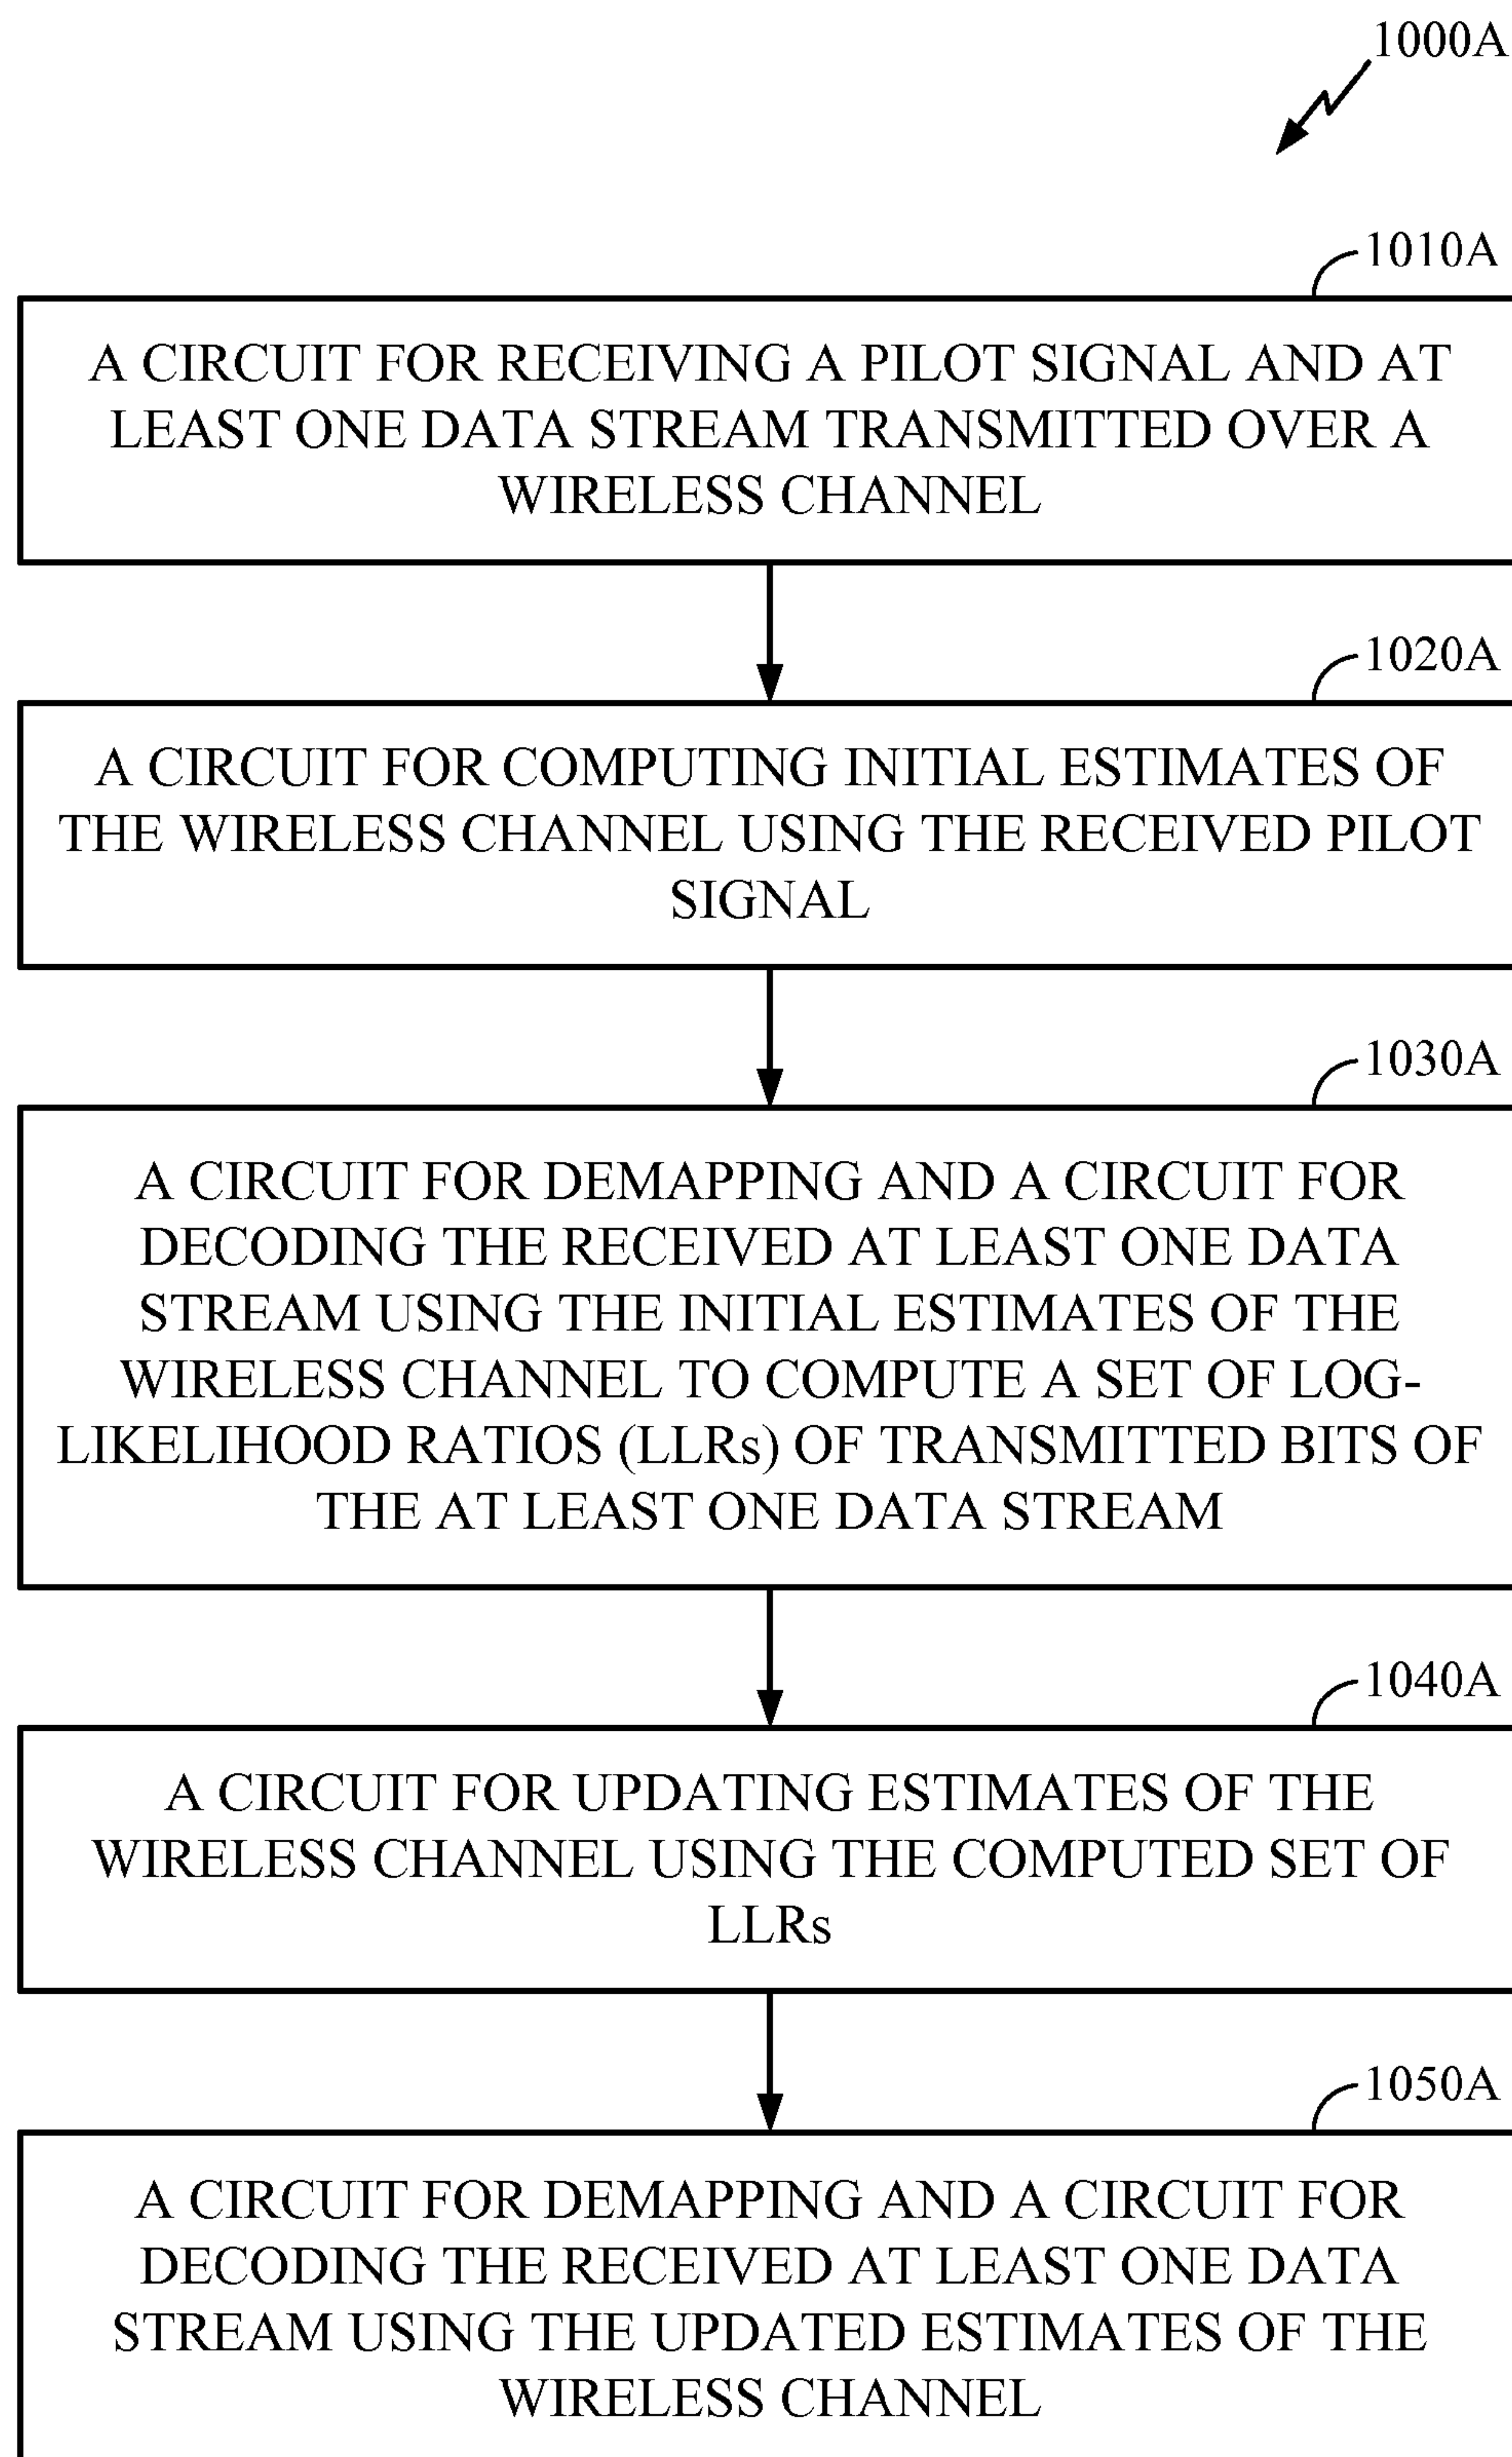 1000A
1010A
A CIRCUIT FOR RECEIVING A PILOT SIGNAL AND AT
LEAST ONE DATA STREAM TRANSMITTED OVER A
WIRELESS CHANNEL
1020A
A CIRCUIT FOR COMPUTING INITIAL ESTIMATES OF
THE WIRELESS CHANNEL USING THE RECEIVED PILOT
SIGNAL
1030A
A CIRCUIT FOR DEMAPPING AND A CIRCUIT FOR
DECODING THE RECEIVED AT LEAST ONE DATA
STREAM USING THE INITIAL ESTIMATES OF THE
WIRELESS CHANNEL TO COMPUTE A SET OF LOG-
LIKELIHOOD RATIOS (LLRs) OF TRANSMITTED BITS OF
THE AT LEAST ONE DATA STREAM
1040A
A CIRCUIT FOR UPDATING ESTIMATES OF THE
WIRELESS CHANNEL USING THE COMPUTED SET OF
LLRs
1050A
A CIRCUIT FOR DEMAPPING AND A CIRCUIT FOR
DECODING THE RECEIVED AT LEAST ONE DATA
STREAM USING THE UPDATED ESTIMATES OF THE
WIRELESS CHANNEL